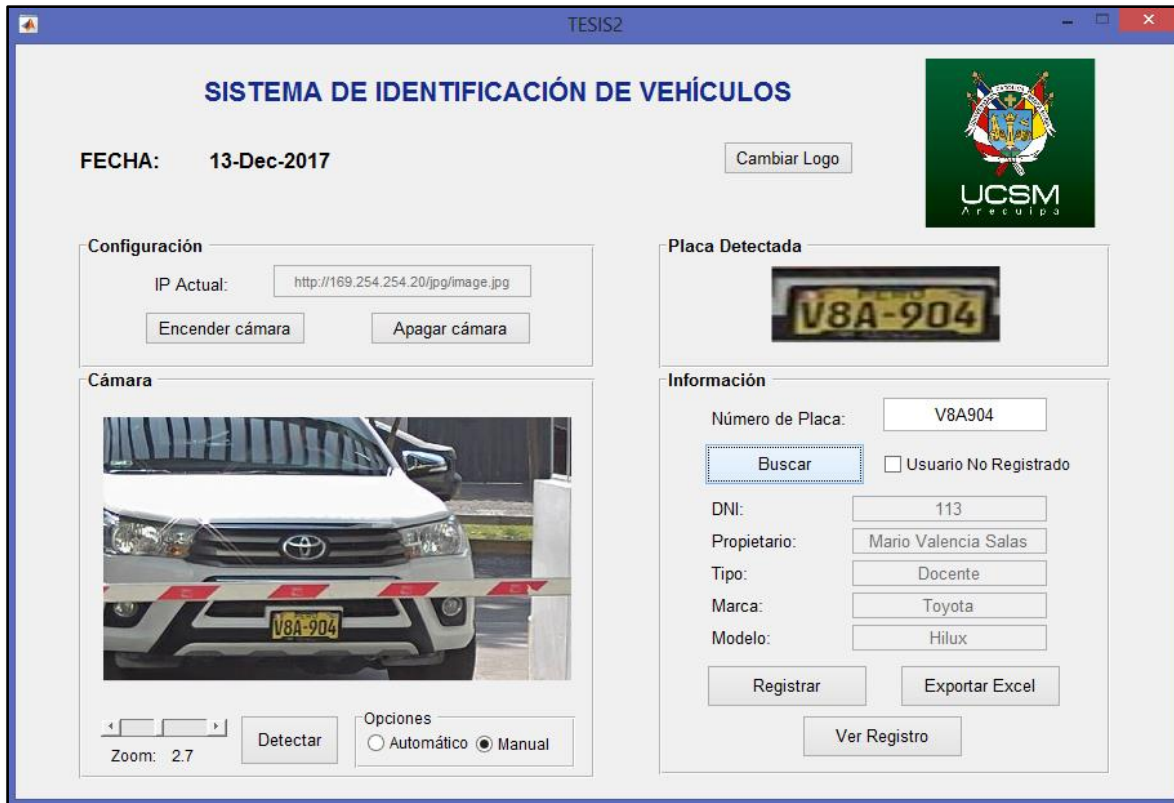 TESIS2
SISTEMA DE IDENTIFICACIÓN DE VEHÍCULOS
FECHA: 13-Dec-2017
Cambiar Logo
UCSM
Arequipa
Configuración
IP Actual: http://169.254.254.20/jpg/image.jpg
Encender cámara Apagar cámara
Placa Detectada
PERU
V8A-904
Cámara
PERU
V8A-904
Zoom: 2.7
Detectar
Opciones
Automático Manual
Información
Número de Placa: V8A904
Buscar Usuario No Registrado
DNI: 113
Propietario: Mario Valencia Salas
Tipo: Docente
Marca: Toyota
Modelo: Hilux
Registrar Exportar Excel
Ver Registro